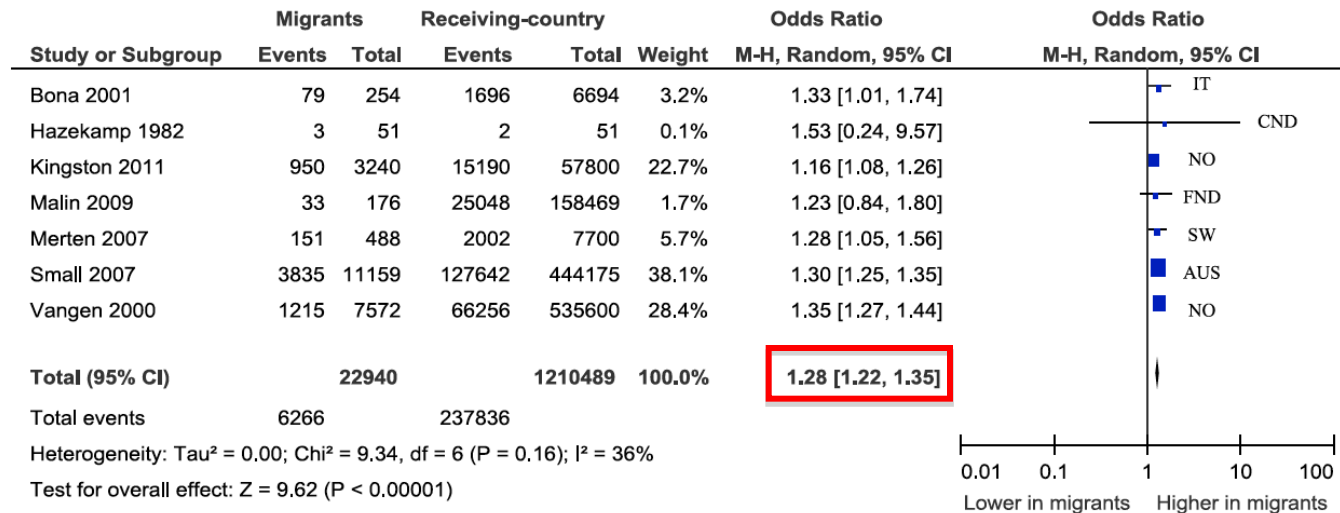 Migrants Receiving-country Odds Ratio Odds Ratio
Study or Subgroup Events Total Events Total Weight M-H, Random, 95% CI M-H, Random, 95% CI
Bona 2001 79 254 1696 6694 3.2% 1.33 [1.01, 1.74] IT
Hazekamp 1982 3 51 2 51 0.1% 1.53 [0.24, 9.57] CND
Kingston 2011 950 3240 15190 57800 22.7% 1.16 [1.08, 1.26] NO
Malin 2009 33 176 25048 158469 1.7% 1.23 [0.84, 1.80] FND
Merten 2007 151 488 2002 7700 5.7% 1.28 [1.05, 1.56] SW
Small 2007 3835 11159 127642 444175 38.1% 1.30 [1.25, 1.35] AUS
Vangen 2000 1215 7572 66256 535600 28.4% 1.35 [1.27, 1.44] NO
Total (95% CI) 22940 1210489 100.0% 1.28 [1.22, 1.35]
Total events 6266 237836
Heterogeneity: Tau² = 0.00; Chi² = 9.34, df = 6 (P = 0.16); I² = 36%
Test for overall effect: Z = 9.62 (P < 0.00001)
0.01 0.1 1 10 100
Lower in migrants Higher in migrants